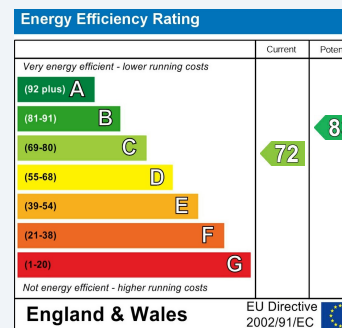 Energy Efficiency Rating
Current
Very energy efficient - lower running costs
(92 plus) A
(81-91) B
(69-80) C
72
(55-68) D
(39-54) E
(21-38) F
(1-20) G
Not energy efficient - higher running costs
England & Wales
EU Directive
2002/91/EC